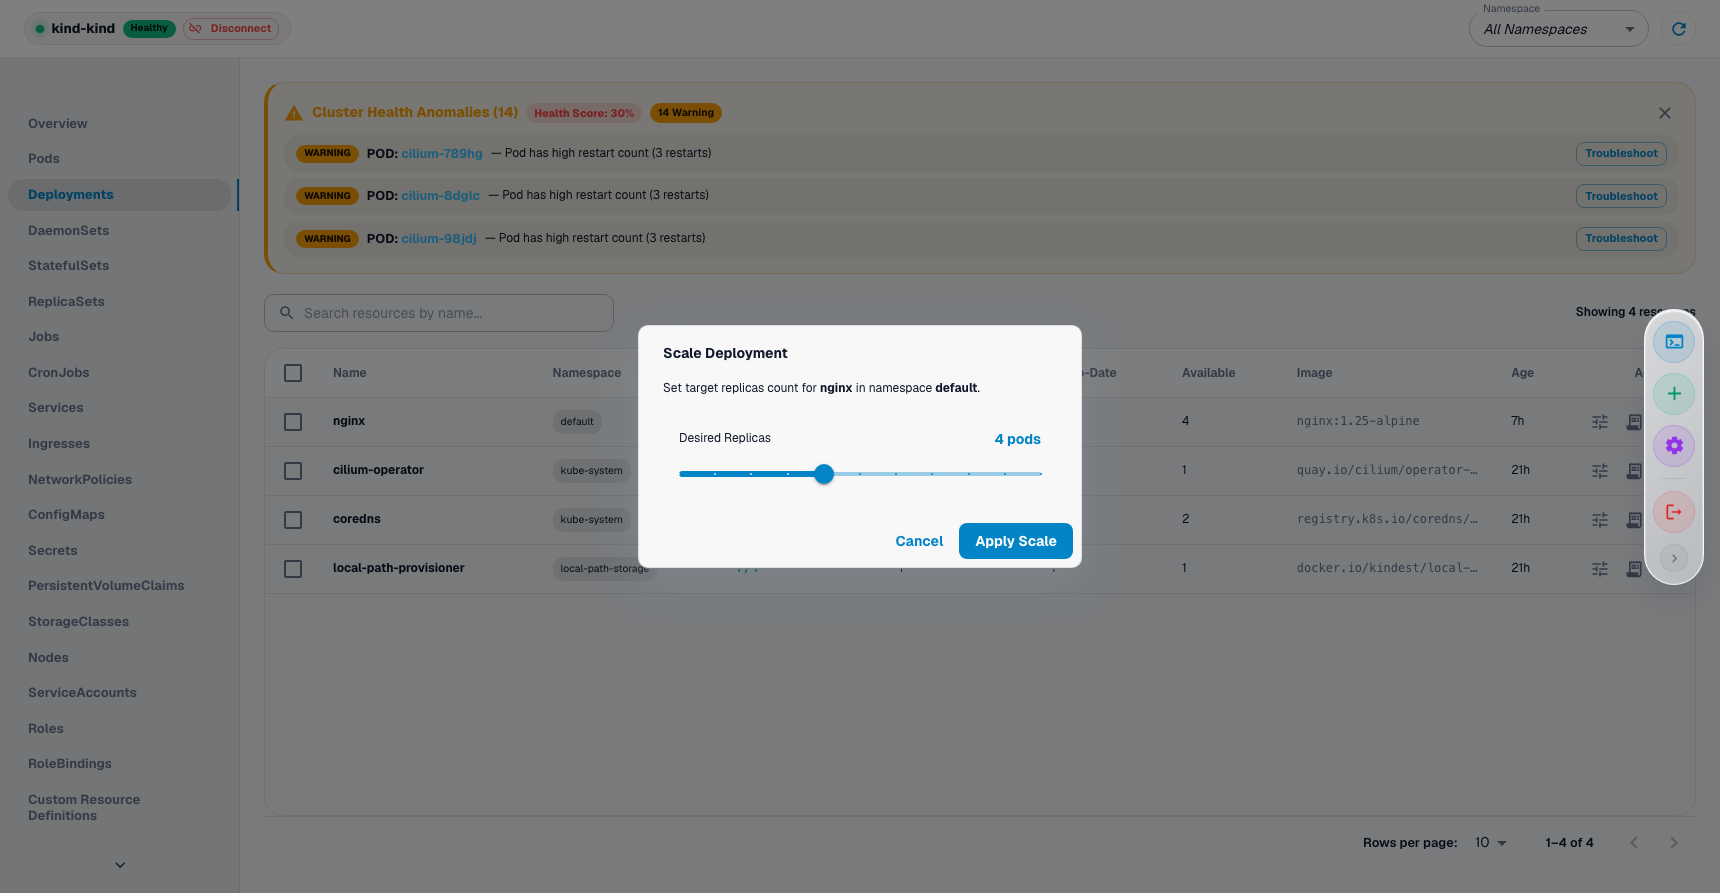 kind-kind Healthy Disconnect
Namespace
All Namespaces
Overview
Pods
Deployments
DaemonSets
StatefulSets
ReplicaSets
Jobs
CronJobs
Services
Ingresses
NetworkPolicies
ConfigMaps
Secrets
PersistentVolumeClaims
StorageClasses
Nodes
ServiceAccounts
Roles
RoleBindings
Custom Resource
Definitions
Cluster Health Anomalies (14) Health Score: 30% 14 Warning
WARNING POD: cilium-789hg — Pod has high restart count (3 restarts) Troubleshoot
WARNING POD: cilium-8dglc — Pod has high restart count (3 restarts) Troubleshoot
WARNING POD: cilium-98jdj — Pod has high restart count (3 restarts) Troubleshoot
Search resources by name...
Showing 4
Name Namespace -Date Available Image Age
nginx default 4 nginx:1.25-alpine 7h
cilium-operator kube-system 1 quay.io/cilium/operator-… 21h
coredns kube-system 2 registry.k8s.io/coredns/… 21h
local-path-provisioner local-path-storage 1 docker.io/kindest/local-… 21h
Scale Deployment
Set target replicas count for nginx in namespace default.
Desired Replicas 4 pods
Cancel Apply Scale
Rows per page: 10 1–4 of 4